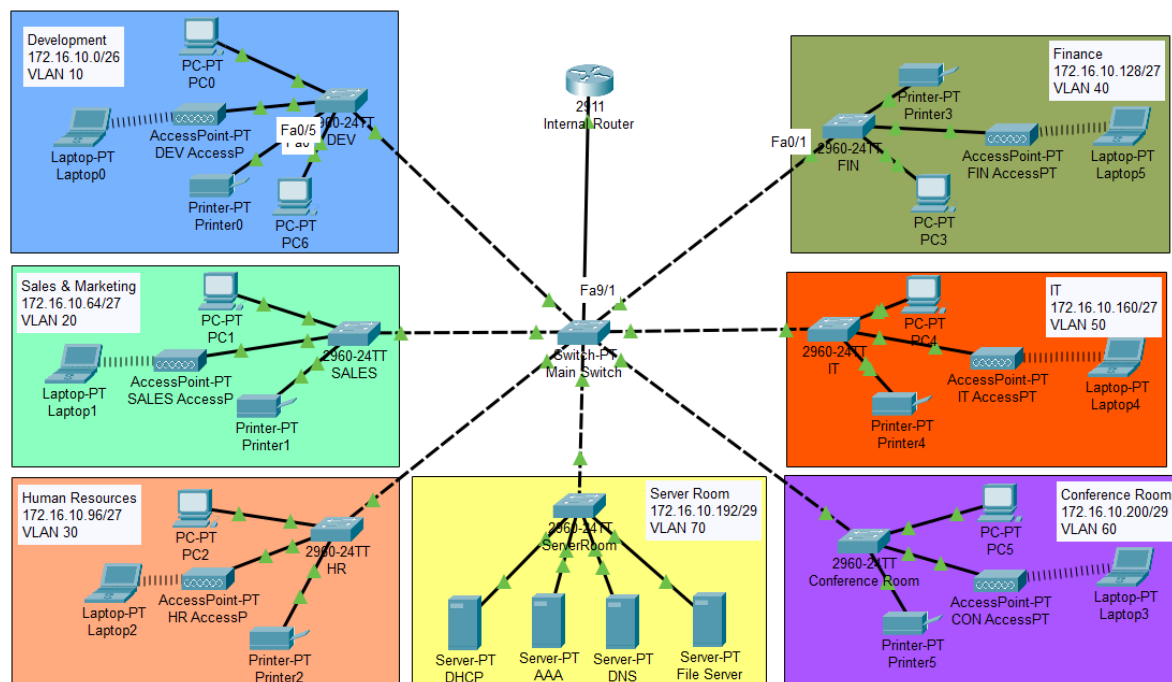 Development
172.16.10.0/26
VLAN 10
PC-PT
PC0
Laptop-PT
Laptop0
AccessPoint-PT
DEV AccessP
Fa0/5
2960-24TT
DEV
Printer-PT
Printer0
PC-PT
PC6
2911
Internal Router
Finance
172.16.10.128/27
VLAN 40
Printer-PT
Printer3
Fa0/1
2960-24TT
FIN
AccessPoint-PT
FIN AccessPT
Laptop-PT
Laptop5
PC-PT
PC3
Sales & Marketing
172.16.10.64/27
VLAN 20
PC-PT
PC1
2960-24TT
SALES
AccessPoint-PT
SALES AccessP
Laptop-PT
Laptop1
Printer-PT
Printer1
Fa9/1
Switch-PT
Main Switch
IT
172.16.10.160/27
VLAN 50
PC-PT
PC4
2960-24TT
IT
AccessPoint-PT
IT AccessPT
Laptop-PT
Laptop4
Printer-PT
Printer4
Human Resources
172.16.10.96/27
VLAN 30
PC-PT
PC2
2960-24TT
HR
AccessPoint-PT
HR AccessP
Laptop-PT
Laptop2
Printer-PT
Printer2
Server Room
172.16.10.192/29
VLAN 70
2960-24TT
ServerRoom
Server-PT
DHCP
Server-PT
AAA
Server-PT
DNS
Server-PT
File Server
Conference Room
172.16.10.200/29
VLAN 60
PC-PT
PC5
2960-24TT
Conference Room
AccessPoint-PT
CON AccessPT
Laptop-PT
Laptop3
Printer-PT
Printer5